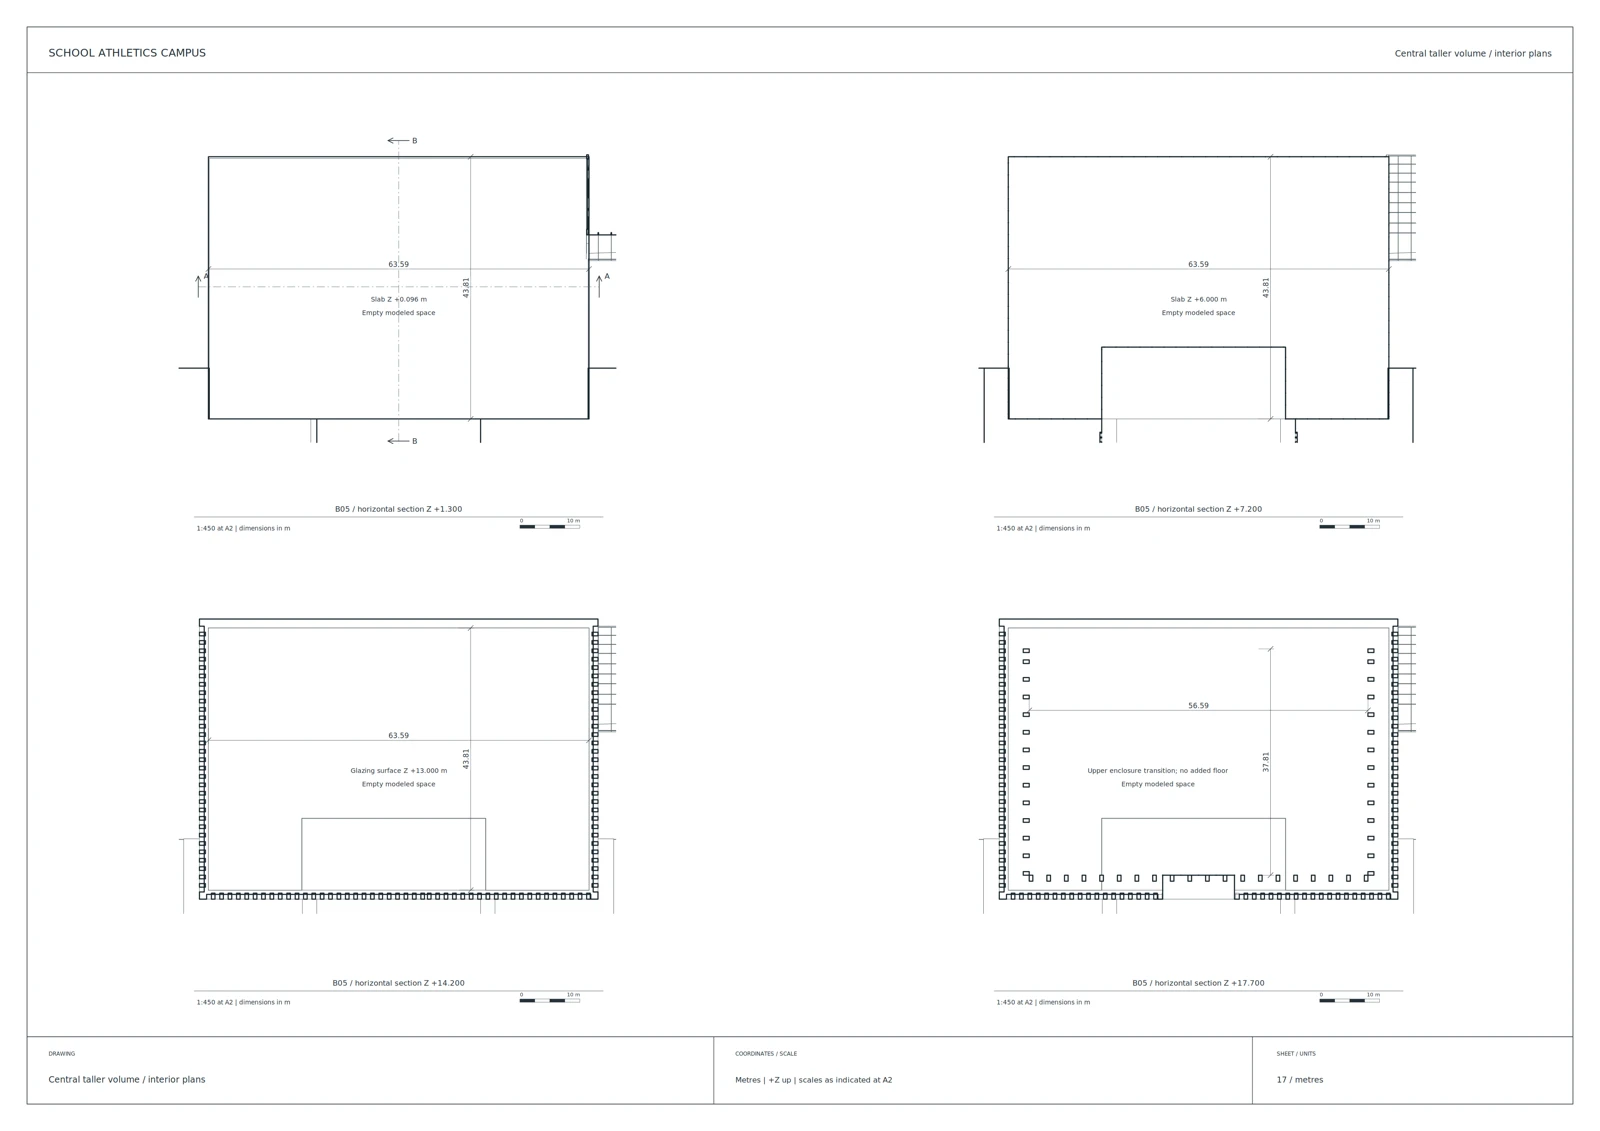 SCHOOL ATHLETICS CAMPUS
Central taller volume / interior plans
B
63.59
43.81
A
A
Slab Z +0.096 m
Empty modeled space
B
B05 / horizontal section Z +1.300
1:450 at A2 | dimensions in m
0
10 m
63.59
43.81
Slab Z +6.000 m
Empty modeled space
B05 / horizontal section Z +7.200
1:450 at A2 | dimensions in m
0
10 m
63.59
43.81
Glazing surface Z +13.000 m
Empty modeled space
B05 / horizontal section Z +14.200
1:450 at A2 | dimensions in m
0
10 m
56.59
37.81
Upper enclosure transition; no added floor
Empty modeled space
B05 / horizontal section Z +17.700
1:450 at A2 | dimensions in m
0
10 m
DRAWING
Central taller volume / interior plans
COORDINATES / SCALE
Metres | +Z up | scales as indicated at A2
SHEET / UNITS
17 / metres